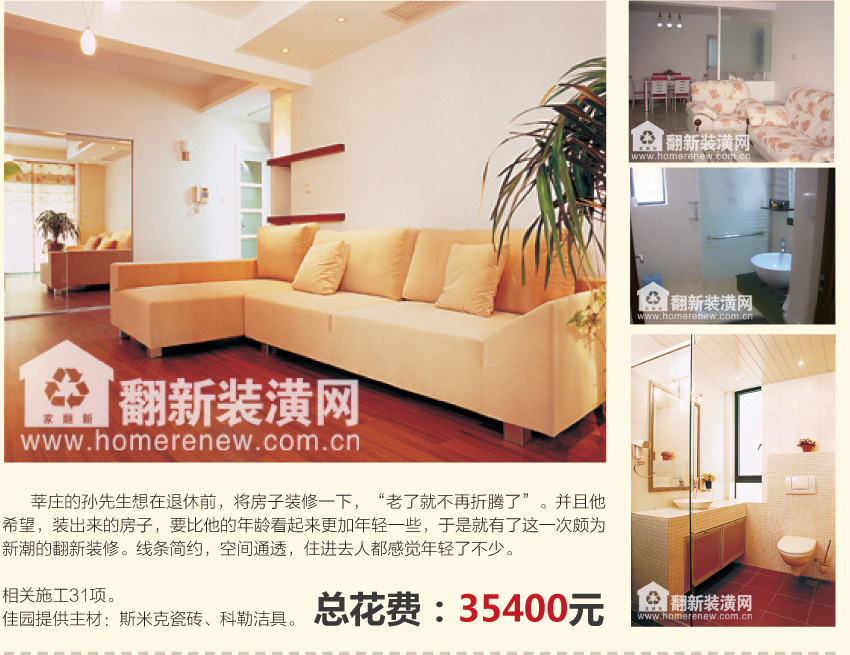 翻新装潢网
www.homerenew.com.cn
家翻新
翻新装潢网
www.homerenew.com.cn
翻新装潢网
www.homerenew.com.cn
翻新装潢网
www.homerenew.com.cn
莘庄的孙先生想在退休前，将房子装修一下，“老了就不再折腾了”。并且他
希望，装出来的房子，要比他的年龄看起来更加年轻一些，于是就有了这一次颇为
新潮的翻新装修。线条简约，空间通透，住进去人都感觉年轻了不少。
相关施工31项。
佳园提供主材：斯米克瓷砖、科勒洁具。
总花费：35400元